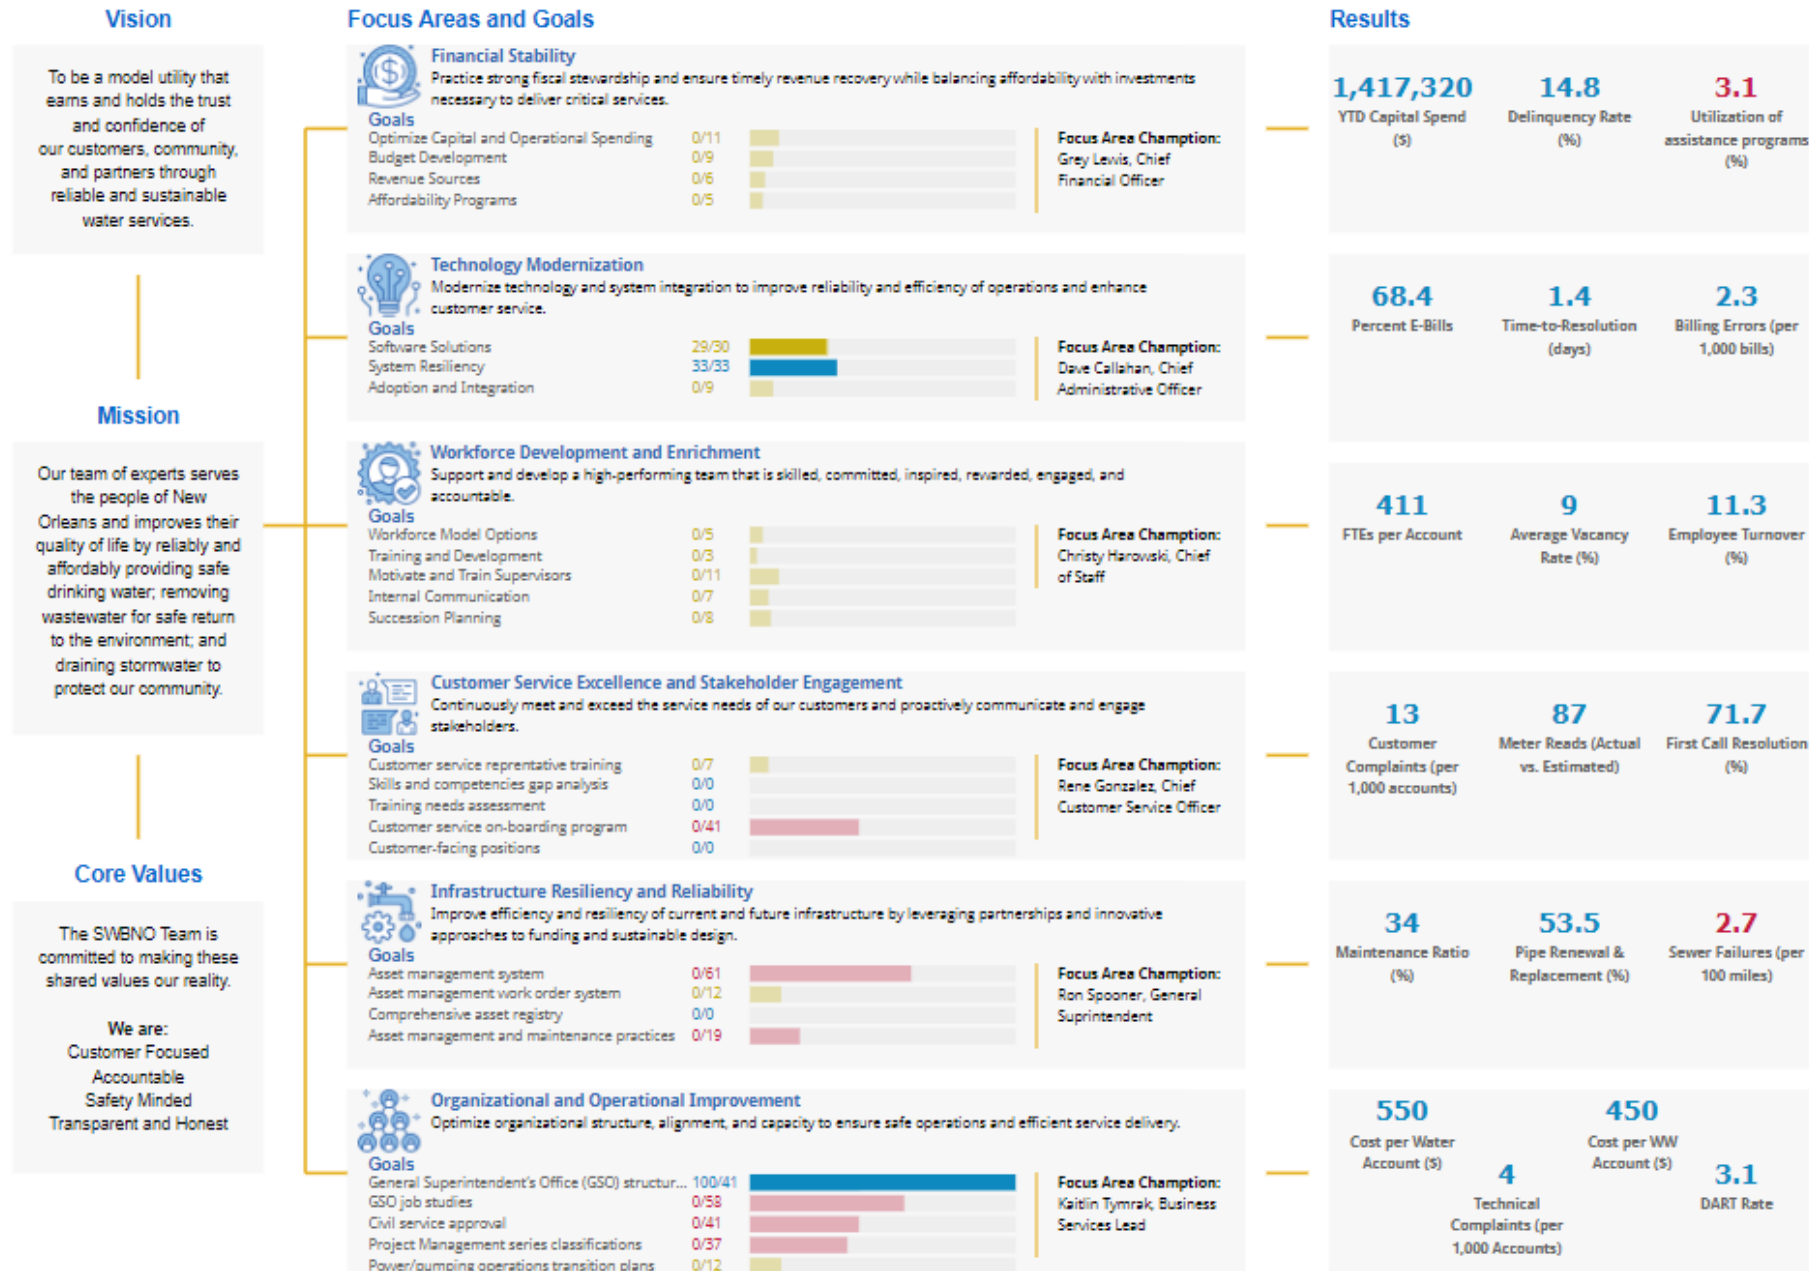 Vision
To be a model utility that
earns and holds the trust
and confidence of
our customers, community,
and partners through
reliable and sustainable
water services.
Mission
Our team of experts serves
the people of New
Orleans and improves their
quality of life by reliably and
affordably providing safe
drinking water; removing
wastewater for safe return
to the environment; and
draining stormwater to
protect our community.
Core Values
The SWBNO Team is
committed to making these
shared values our reality.
We are:
Customer Focused
Accountable
Safety Minded
Transparent and Honest
Focus Areas and Goals
Financial Stability
Practice strong fiscal stewardship and ensure timely revenue recovery while balancing affordability with investments
necessary to deliver critical services.
Goals
Optimize Capital and Operational Spending 0/11
Budget Development 0/9
Revenue Sources 0/6
Affordability Programs 0/5
Focus Area Champion:
Grey Lewis, Chief
Financial Officer
Technology Modernization
Modernize technology and system integration to improve reliability and efficiency of operations and enhance
customer service.
Goals
Software Solutions 29/30
System Resiliency 33/33
Adoption and Integration 0/9
Focus Area Champion:
Dave Callahan, Chief
Administrative Officer
Workforce Development and Enrichment
Support and develop a high-performing team that is skilled, committed, inspired, rewarded, engaged, and
accountable.
Goals
Workforce Model Options 0/5
Training and Development 0/3
Motivate and Train Supervisors 0/11
Internal Communication 0/7
Succession Planning 0/8
Focus Area Champion:
Christy Harowski, Chief
of Staff
Customer Service Excellence and Stakeholder Engagement
Continuously meet and exceed the service needs of our customers and proactively communicate and engage
stakeholders.
Goals
Customer service reprentative training 0/7
Skills and competencies gap analysis 0/0
Training needs assessment 0/0
Customer service on-boarding program 0/41
Customer-facing positions 0/0
Focus Area Champion:
Rene Gonzalez, Chief
Customer Service Officer
Infrastructure Resiliency and Reliability
Improve efficiency and resiliency of current and future infrastructure by leveraging partnerships and innovative
approaches to funding and sustainable design.
Goals
Asset management system 0/61
Asset management work order system 0/12
Comprehensive asset registry 0/0
Asset management and maintenance practices 0/19
Focus Area Champion:
Ron Spooner, General
Suprintendent
Organizational and Operational Improvement
Optimize organizational structure, alignment, and capacity to ensure safe operations and efficient service delivery.
Goals
General Superintendent's Office (GSO) structur... 100/41
GSO job studies 0/58
Civil service approval 0/41
Project Management series classifications 0/37
Power/pumping operations transition plans 0/12
Focus Area Champion:
Kaitlin Tymrak, Business
Services Lead
Results
1,417,320
YTD Capital Spend
($)
14.8
Delinquency Rate
(%)
3.1
Utilization of
assistance programs
(%)
68.4
Percent E-Bills
1.4
Time-to-Resolution
(days)
2.3
Billing Errors (per
1,000 bills)
411
FTEs per Account
9
Average Vacancy
Rate (%)
11.3
Employee Turnover
(%)
13
Customer
Complaints (per
1,000 accounts)
87
Meter Reads (Actual
vs. Estimated)
71.7
First Call Resolution
(%)
34
Maintenance Ratio
(%)
53.5
Pipe Renewal &
Replacement (%)
2.7
Sewer Failures (per
100 miles)
550
Cost per Water
Account ($)
450
Cost per WW
Account ($)
4
Technical
Complaints (per
1,000 Accounts)
3.1
DART Rate